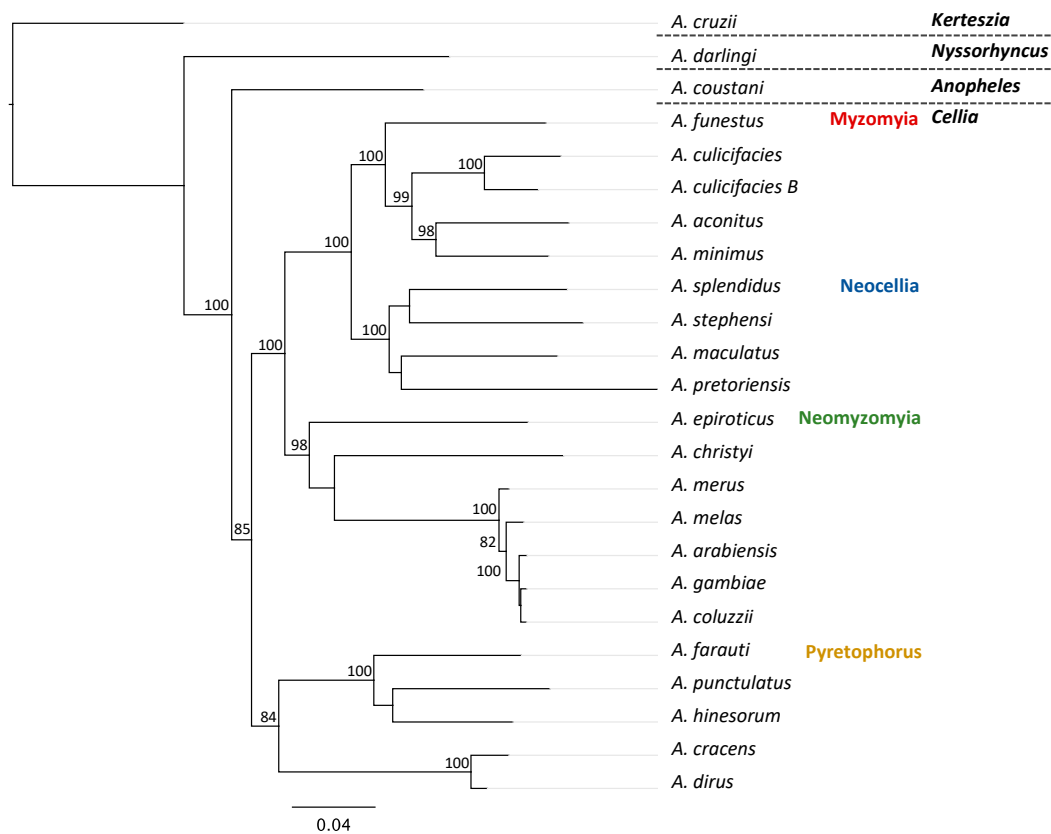 A. cruzii Kerteszia
A. darlingi Nyssorhyncus
A. coustani Anopheles
A. funestus Myzomyia Cellia
100
A. culicifacies
100
A. culicifacies B
99
A. aconitus
98
100
A. minimus
A. splendidus Neocellia
100
A. stephensi
100
100
A. maculatus
A. pretoriensis
A. epiroticus Neomyzomyia
98
A. christyi
A. merus
100
A. melas
85
82
A. arabiensis
100
A. gambiae
A. coluzzii
A. farauti Pyretophorus
100
A. punctulatus
84
A. hinesorum
A. cracens
100
A. dirus
0.04